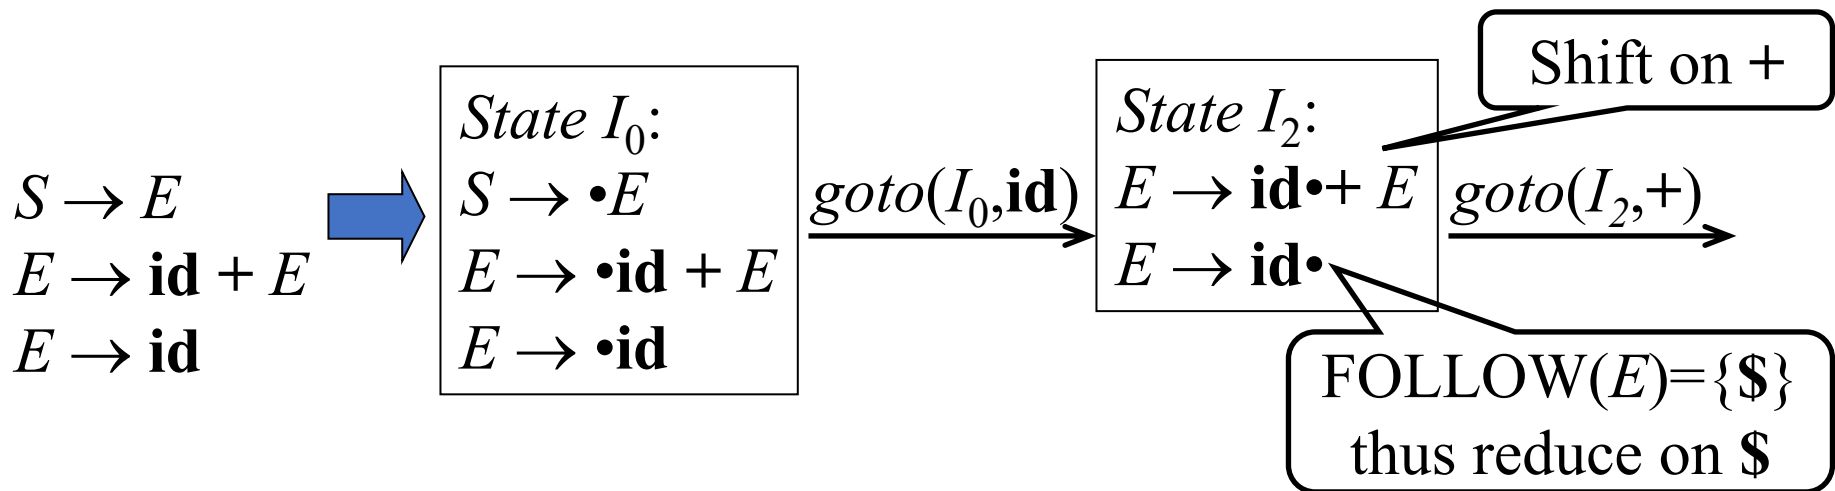 S → E
E → id + E
E → id
State I₀:
S → •E
E → •id + E
E → •id
goto(I₀,id)
State I₂:
E → id•+ E
E → id•
Shift on +
goto(I₂,+)
FOLLOW(E)={$}
thus reduce on $